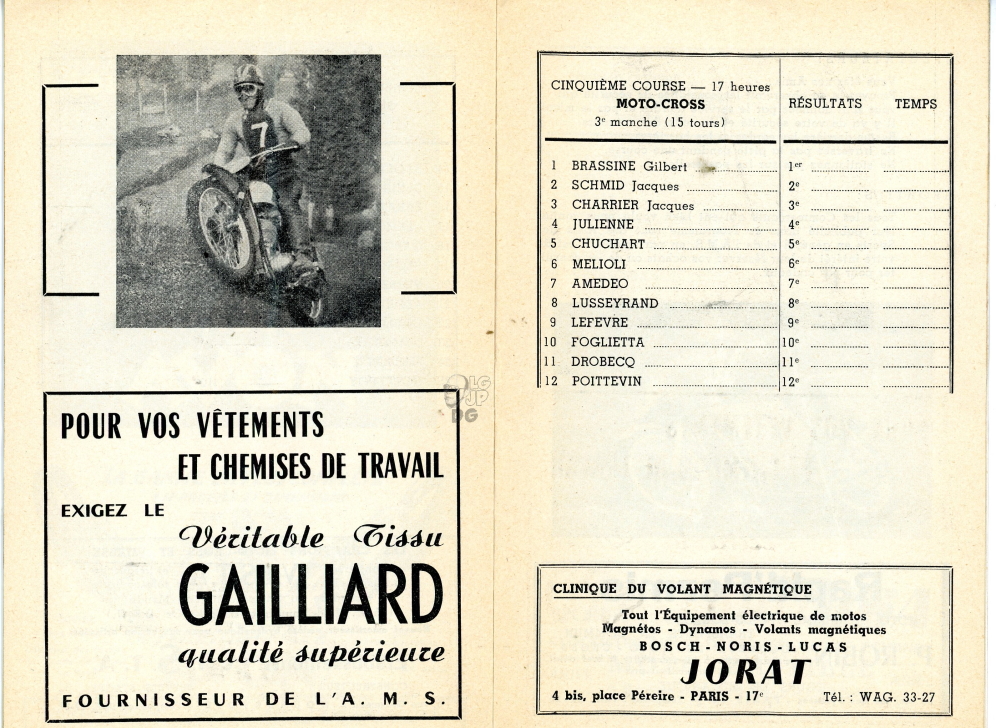 7
POUR VOS VÊTEMENTS
ET CHEMISES DE TRAVAIL
EXIGEZ LE
Véritable Tissu
GAILLIARD
qualité supérieure
FOURNISSEUR DE L'A. M. S.
LG
JP
DG
CINQUIÈME COURSE — 17 heures
MOTO-CROSS
3e manche (15 tours)
RÉSULTATS TEMPS
1 BRASSINE Gilbert 1er
2 SCHMID Jacques 2e
3 CHARRIER Jacques 3e
4 JULIENNE 4e
5 CHUCHART 5e
6 MELIOLI 6e
7 AMEDEO 7e
8 LUSSEYRAND 8e
9 LEFEVRE 9e
10 FOGLIETTA 10e
11 DROBECQ 11e
12 POITTEVIN 12e
CLINIQUE DU VOLANT MAGNÉTIQUE
Tout l'Équipement électrique de motos
Magnétos - Dynamos - Volants magnétiques
BOSCH - NORIS - LUCAS
JORAT
4 bis, place Péreire - PARIS - 17e Tél. : WAG. 33-27